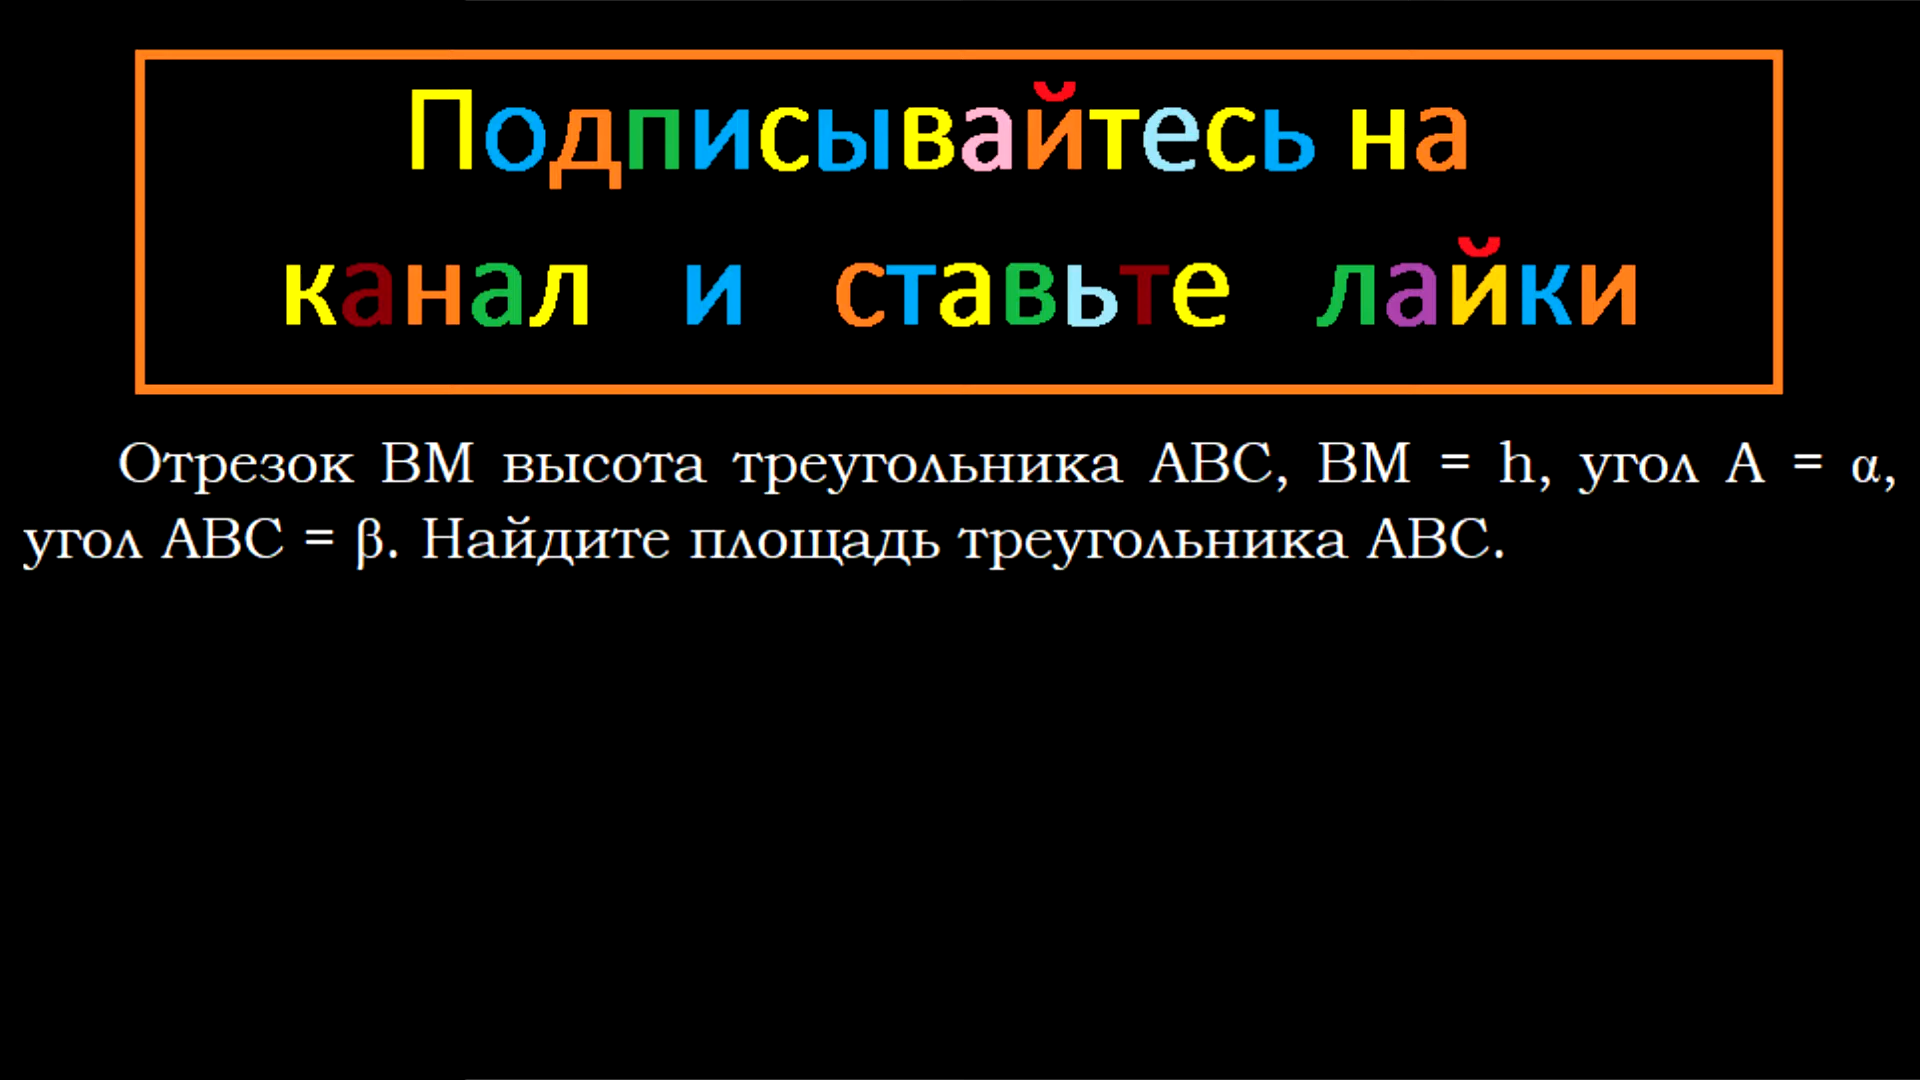 Подписывайтесь на
канал и ставьте лайки
Отрезок BM высота треугольника ABC, BM = h, угол A = α,
угол ABC = β. Найдите площадь треугольника ABC.